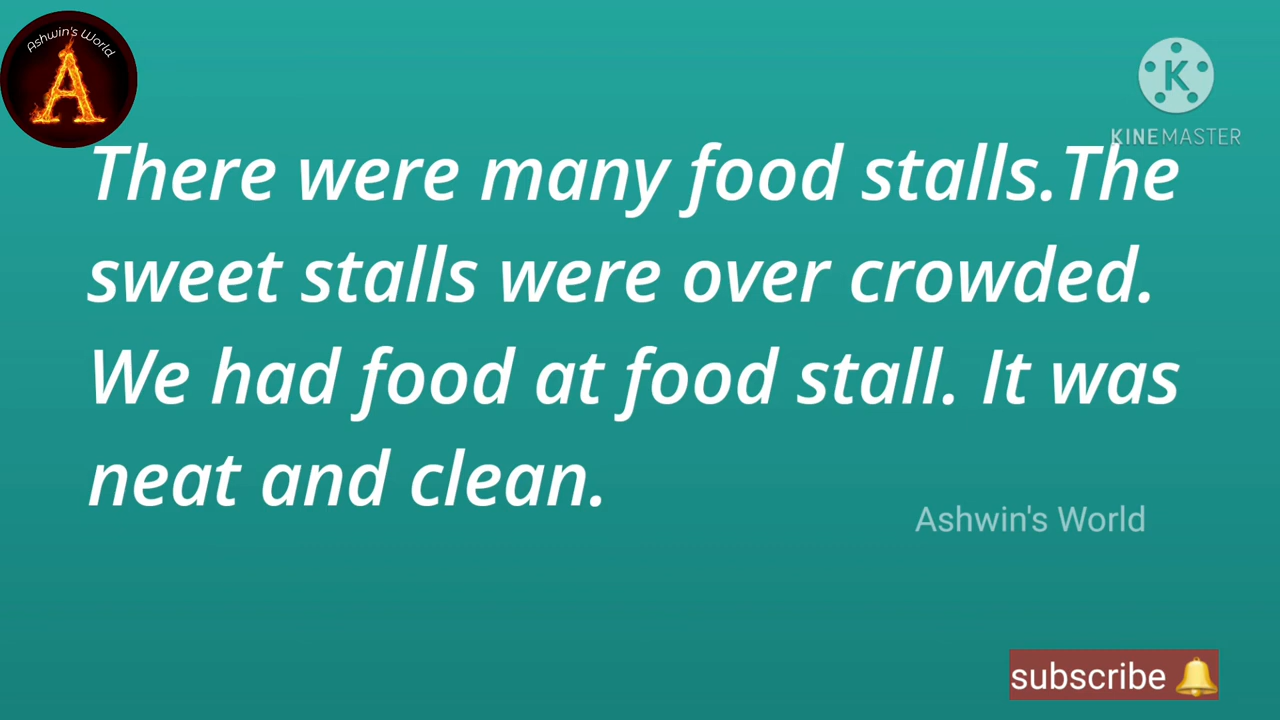 Ashwin's World
A
K
KINEMASTER
There were many food stalls.The
sweet stalls were over crowded.
We had food at food stall. It was
neat and clean.
Ashwin's World
subscribe